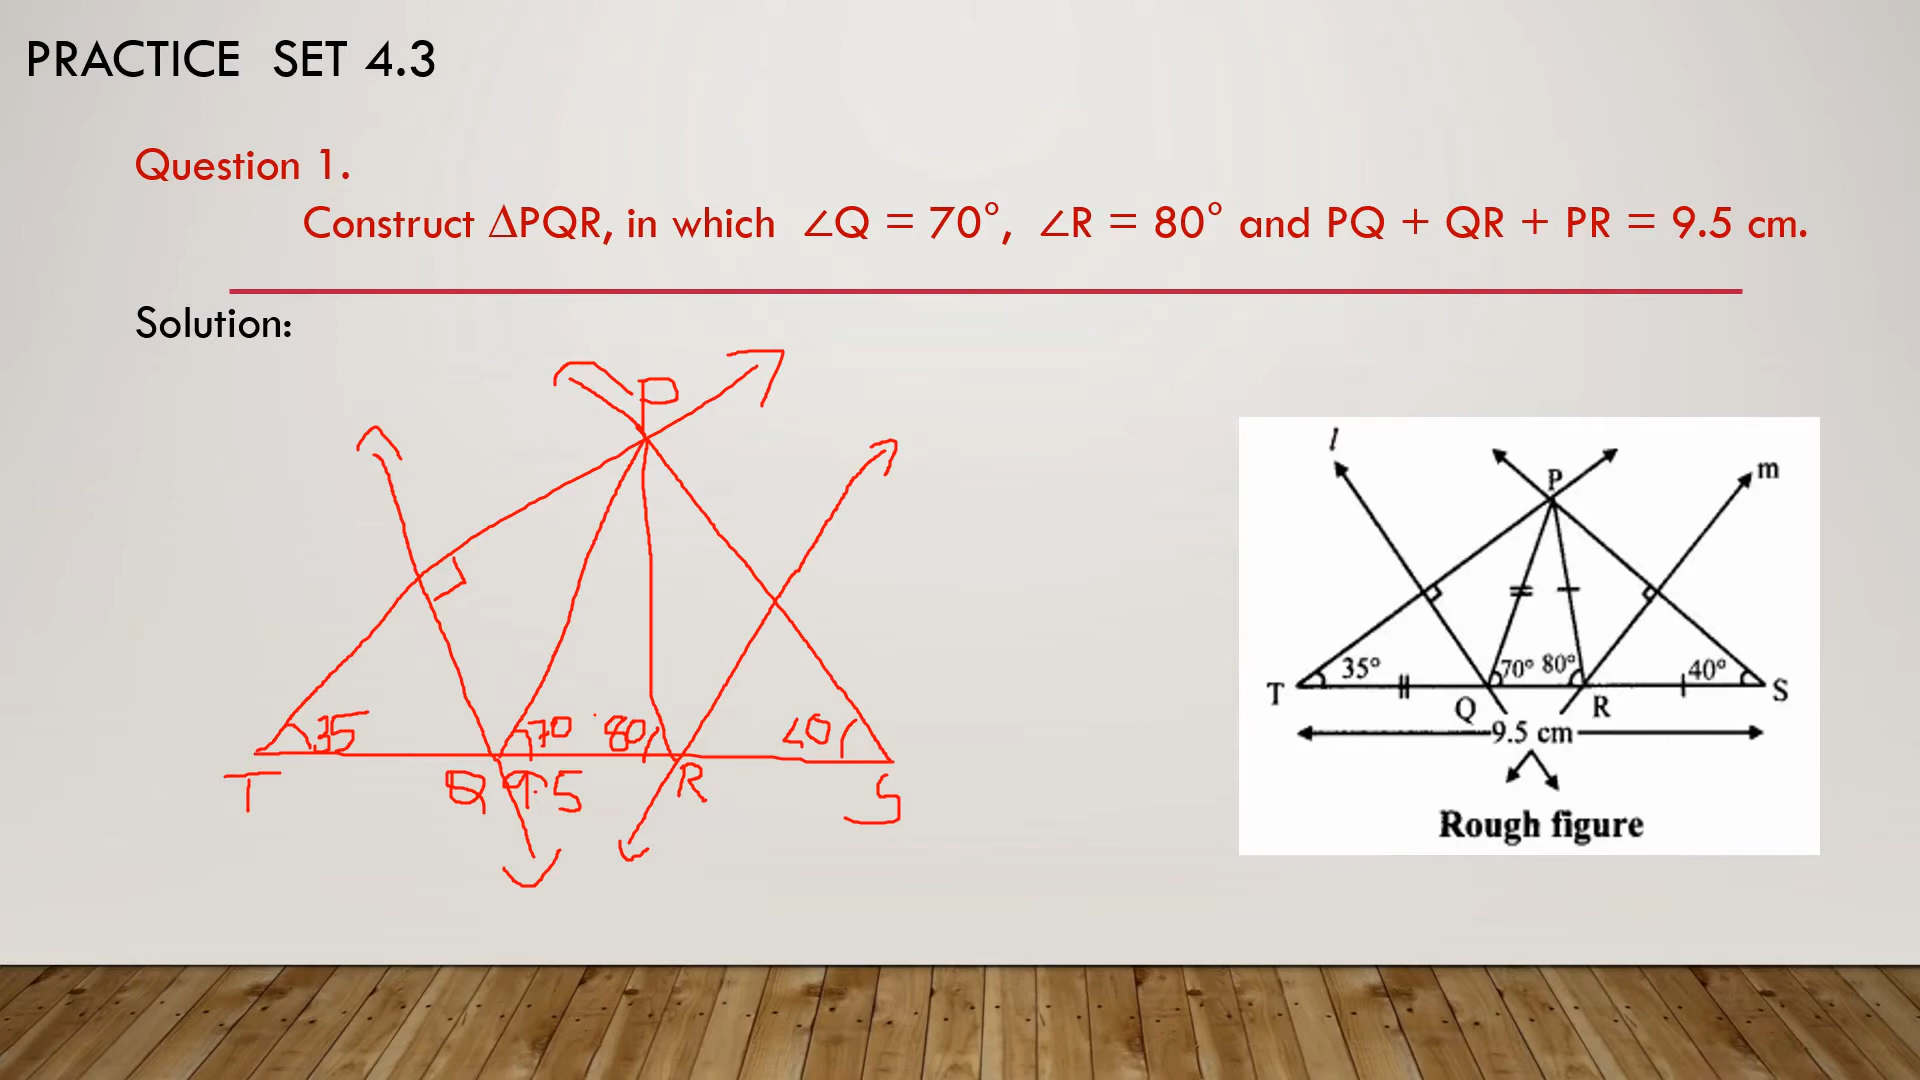 PRACTICE SET 4.3
Question 1.
Construct ∆PQR, in which ∠Q = 70°, ∠R = 80° and PQ + QR + PR = 9.5 cm.
Solution:
P
35 70 80 40
T Q 9.5 R S
l
P
m
35° 70° 80° 40°
T Q R S
9.5 cm
Rough figure